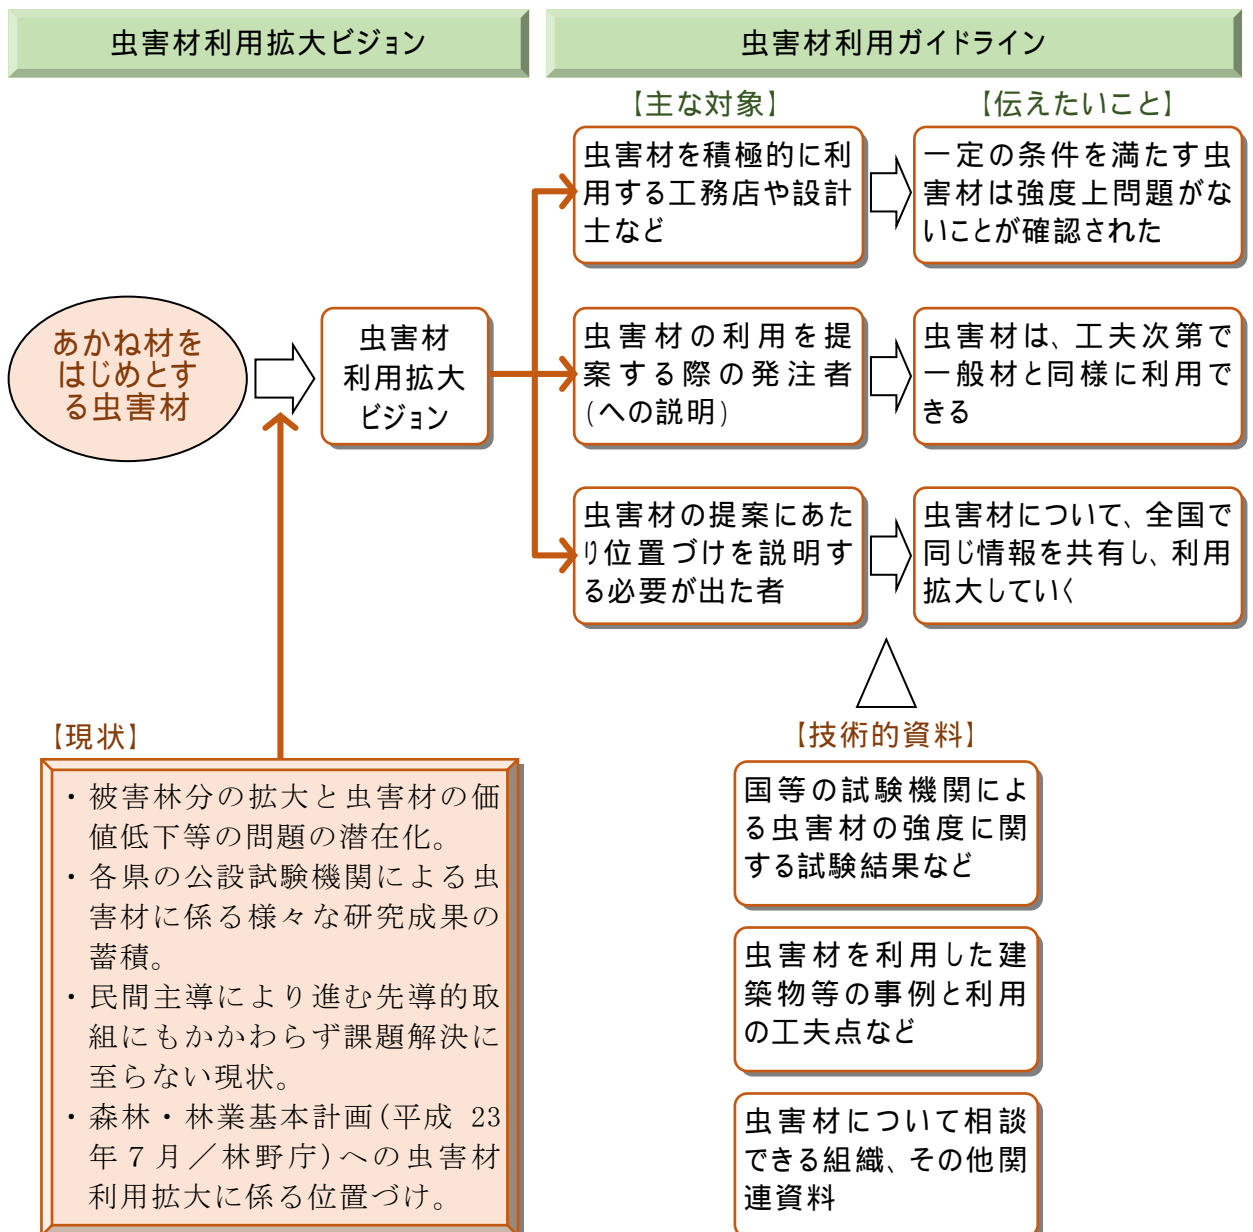 虫害材利用拡大ビジョン
虫害材利用ガイドライン
【主な対象】
【伝えたいこと】
虫害材を積極的に利
用する工務店や設計
士など
一定の条件を満たす虫
害材は強度上問題がな
いことが確認された
あかね材を
はじめとす
る虫害材
虫害材
利用拡大
ビジョン
虫害材の利用を提
案する際の発注者
(への説明)
虫害材は、工夫次第で
一般材と同様に利用で
きる
虫害材の提案にあた
り位置づけを説明す
る必要が出た者
虫害材について、全国で
同じ情報を共有し、利用
拡大していく
【現状】
・被害林分の拡大と虫害材の価
値低下等の問題の潜在化。
・各県の公設試験機関による虫
害材に係る様々な研究成果の
蓄積。
・民間主導により進む先導的取
組にもかかわらず課題解決に
至らない現状。
・森林・林業基本計画(平成 23
年７月／林野庁)への虫害材
利用拡大に係る位置づけ。
【技術的資料】
国等の試験機関によ
る虫害材の強度に関
する試験結果など
虫害材を利用した建
築物等の事例と利用
の工夫点など
虫害材について相談
できる組織、その他関
連資料